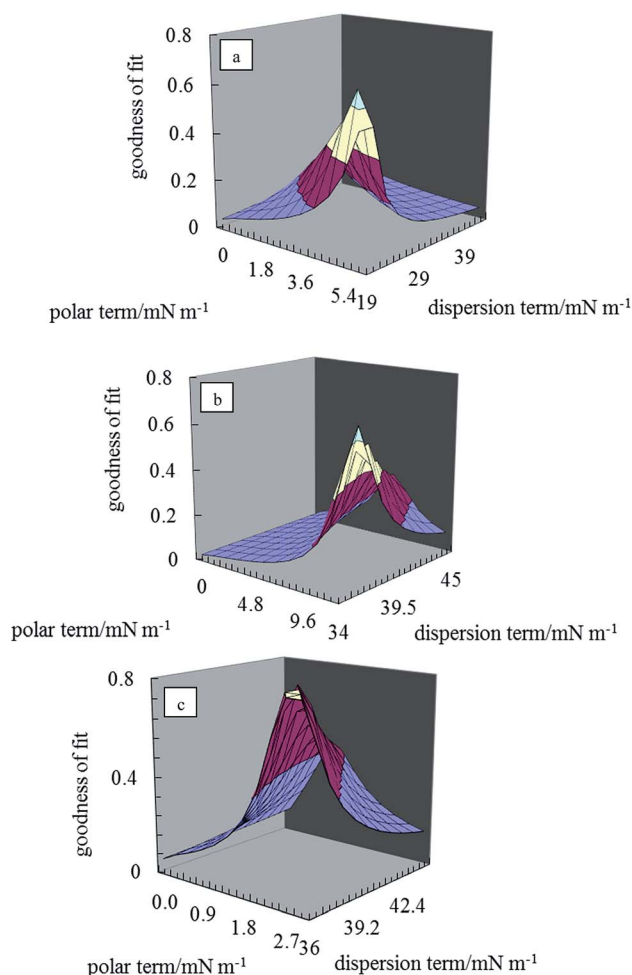 0.8
a
0.6
0.4
0.2
0
goodness of fit
0
1.8
3.6
5.4
19
29
39
polar term/mN m⁻¹
dispersion term/mN m⁻¹
0.8
b
0.6
0.4
0.2
0
goodness of fit
0
4.8
9.6
34
39.5
45
polar term/mN m⁻¹
dispersion term/mN m⁻¹
0.8
c
0.4
0
goodness of fit
0.0
0.9
1.8
2.7
36
39.2
42.4
polar term/mN m⁻¹
dispersion term/mN m⁻¹